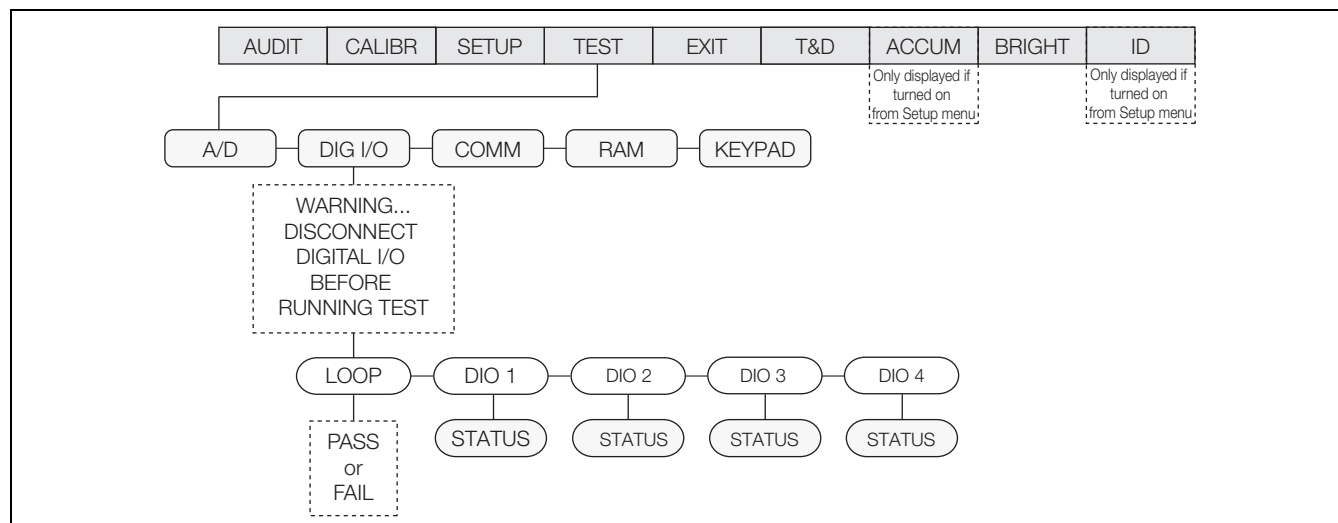 AUDIT CALIBR SETUP TEST EXIT T&D ACCUM BRIGHT ID
Only displayed if
turned on
from Setup menu
Only displayed if
turned on
from Setup menu
A/D DIG I/O COMM RAM KEYPAD
WARNING...
DISCONNECT
DIGITAL I/O
BEFORE
RUNNING TEST
LOOP DIO 1 DIO 2 DIO 3 DIO 4
PASS
or
FAIL
STATUS STATUS STATUS STATUS